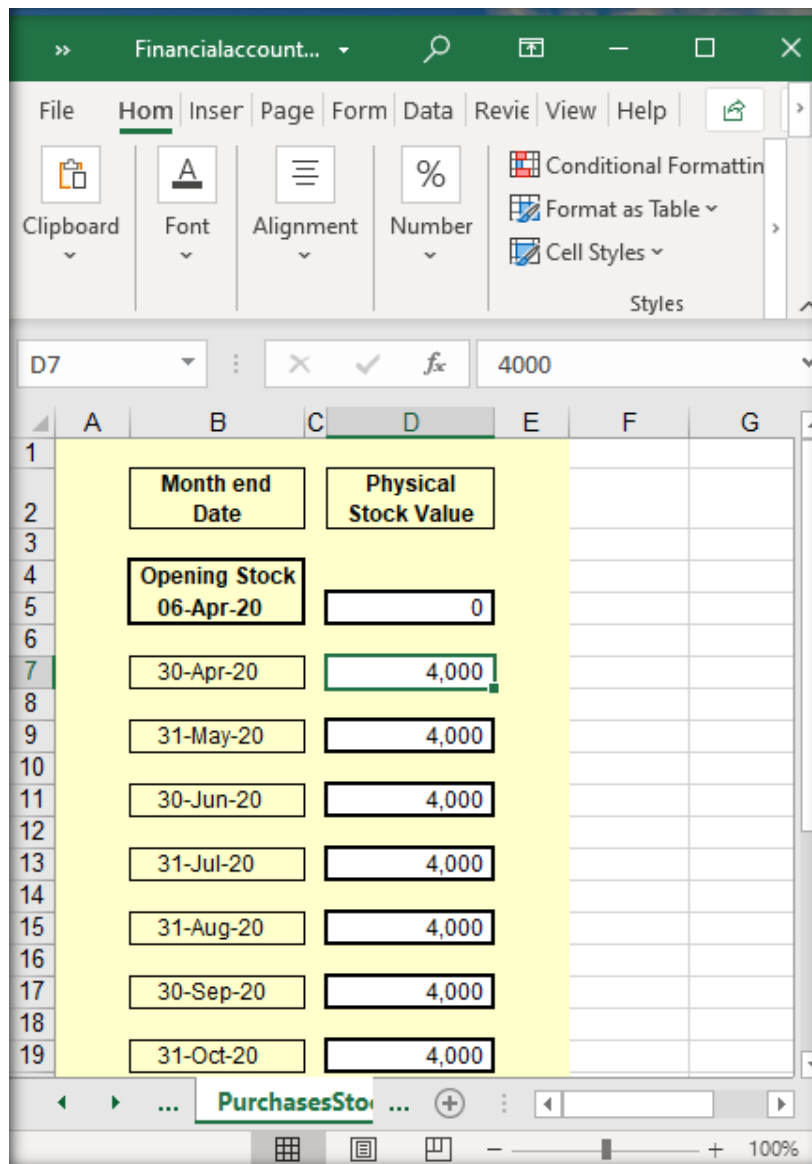 » Financialaccount...
File Hom Inser Page Form Data Revie View Help
Clipboard Font Alignment % Number
Conditional Formattin
Format as Table
Cell Styles
Styles
D7 fx 4000
A B C D E F G
1
2 Month end Date Physical Stock Value
3
4 Opening Stock
5 06-Apr-20 0
6
7 30-Apr-20 4,000
8
9 31-May-20 4,000
10
11 30-Jun-20 4,000
12
13 31-Jul-20 4,000
14
15 31-Aug-20 4,000
16
17 30-Sep-20 4,000
18
19 31-Oct-20 4,000
... PurchasesSto ...
100%